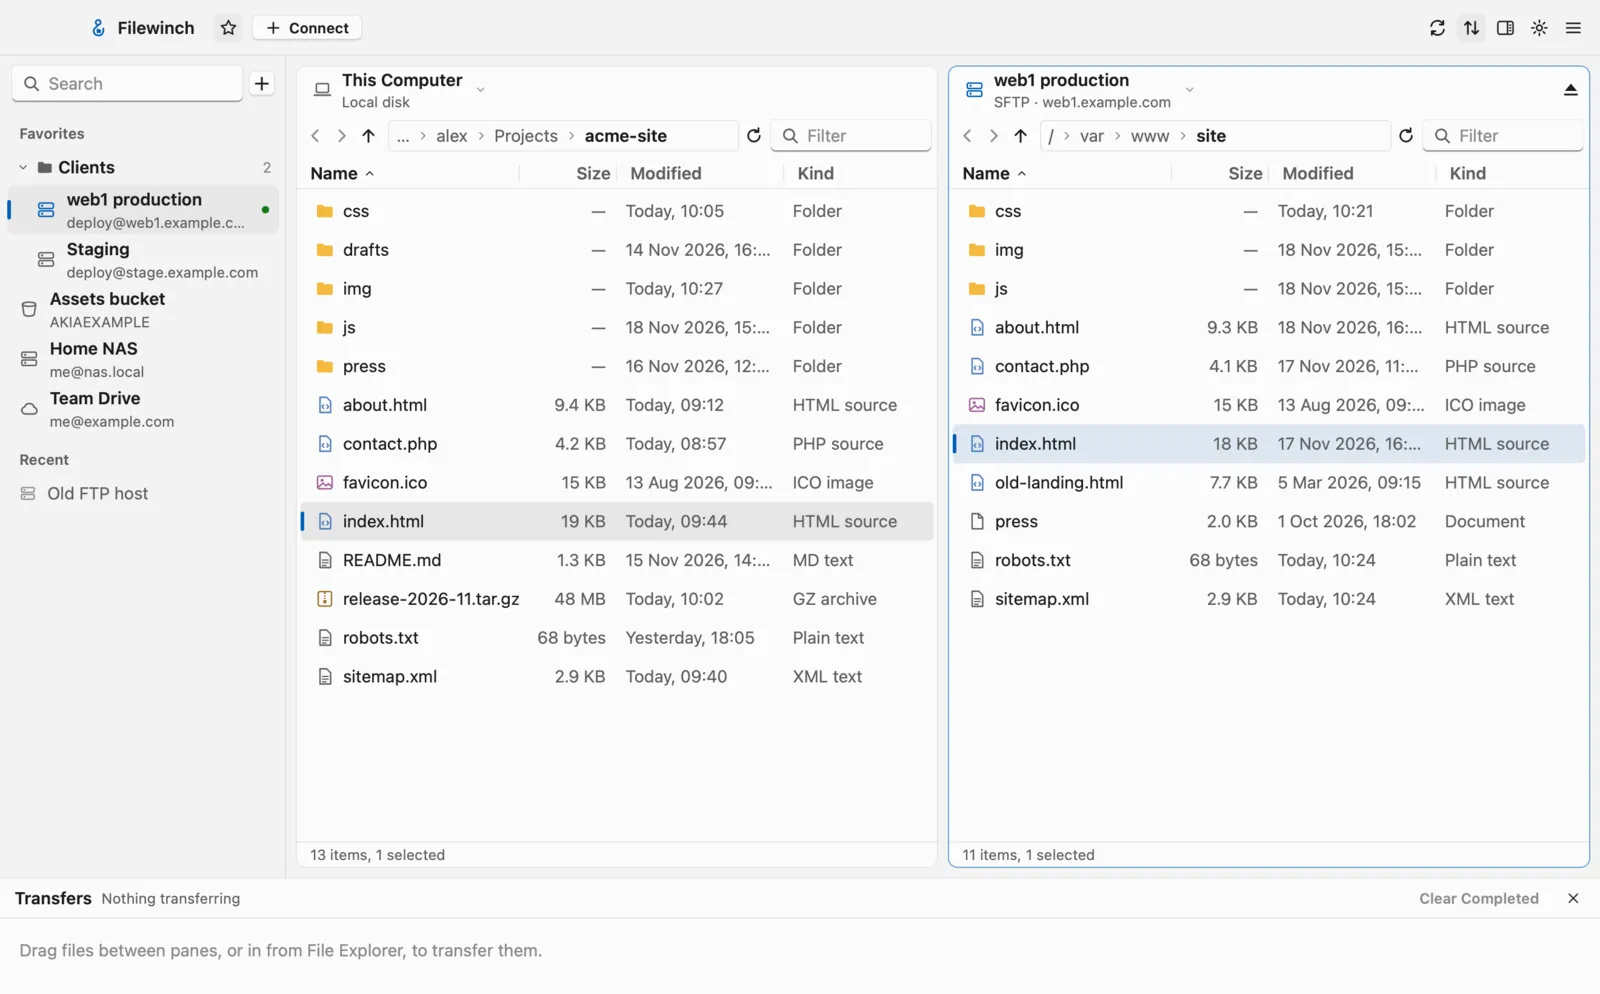 Filewinch
Connect
Search
Favorites
Clients 2
web1 production
deploy@web1.example.c...
Staging
deploy@stage.example.com
Assets bucket
AKIAEXAMPLE
Home NAS
me@nas.local
Team Drive
me@example.com
Recent
Old FTP host
This Computer
Local disk
... › alex › Projects › acme-site
Filter
Name Size Modified Kind
css — Today, 10:05 Folder
drafts — 14 Nov 2026, 16:... Folder
img — Today, 10:27 Folder
js — 18 Nov 2026, 15:... Folder
press — 16 Nov 2026, 12:... Folder
about.html 9.4 KB Today, 09:12 HTML source
contact.php 4.2 KB Today, 08:57 PHP source
favicon.ico 15 KB 13 Aug 2026, 09:... ICO image
index.html 19 KB Today, 09:44 HTML source
README.md 1.3 KB 15 Nov 2026, 14:... MD text
release-2026-11.tar.gz 48 MB Today, 10:02 GZ archive
robots.txt 68 bytes Yesterday, 18:05 Plain text
sitemap.xml 2.9 KB Today, 09:40 XML text
13 items, 1 selected
web1 production
SFTP · web1.example.com
/ › var › www › site
Filter
Name Size Modified Kind
css — Today, 10:21 Folder
img — 18 Nov 2026, 15:... Folder
js — 18 Nov 2026, 15:... Folder
about.html 9.3 KB 18 Nov 2026, 16:... HTML source
contact.php 4.1 KB 17 Nov 2026, 11:... PHP source
favicon.ico 15 KB 13 Aug 2026, 09:... ICO image
index.html 18 KB 17 Nov 2026, 16:... HTML source
old-landing.html 7.7 KB 5 Mar 2026, 09:15 HTML source
press 2.0 KB 1 Oct 2026, 18:02 Document
robots.txt 68 bytes Today, 10:24 Plain text
sitemap.xml 2.9 KB Today, 10:24 XML text
11 items, 1 selected
Transfers Nothing transferring
Clear Completed
Drag files between panes, or in from File Explorer, to transfer them.